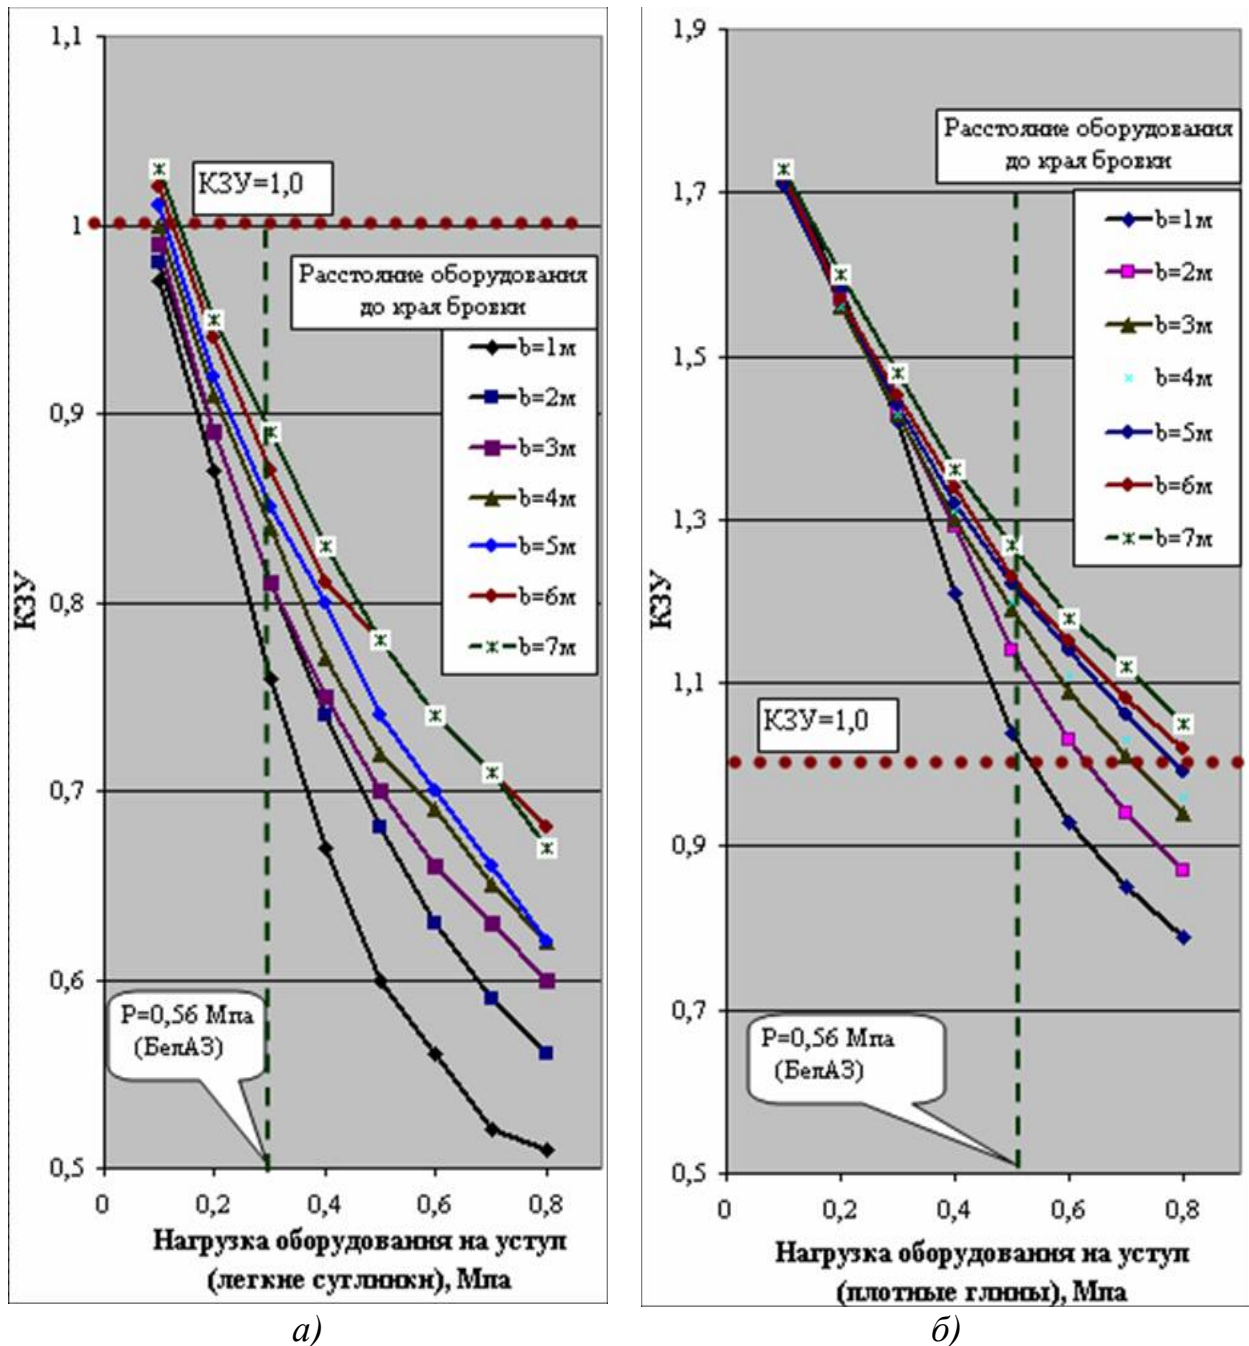 1,1
1
0,9
0,8
0,7
0,6
0,5
КЗУ
КЗУ=1,0
Расстояние оборудования
до края бровки
b=1м
b=2м
b=3м
b=4м
b=5м
b=6м
b=7м
Р=0,56 Мпа
(БелАЗ)
0
0,2
0,4
0,6
0,8
Нагрузка оборудования на уступ
(легкие суглинки), Мпа
а)
1,9
1,7
1,5
1,3
1,1
0,9
0,7
0,5
КЗУ
Расстояние оборудования
до края бровки
b=1м
b=2м
b=3м
b=4м
b=5м
b=6м
b=7м
КЗУ=1,0
Р=0,56 Мпа
(БелАЗ)
0
0,2
0,4
0,6
0,8
Нагрузка оборудования на уступ
(плотные глины), Мпа
б)